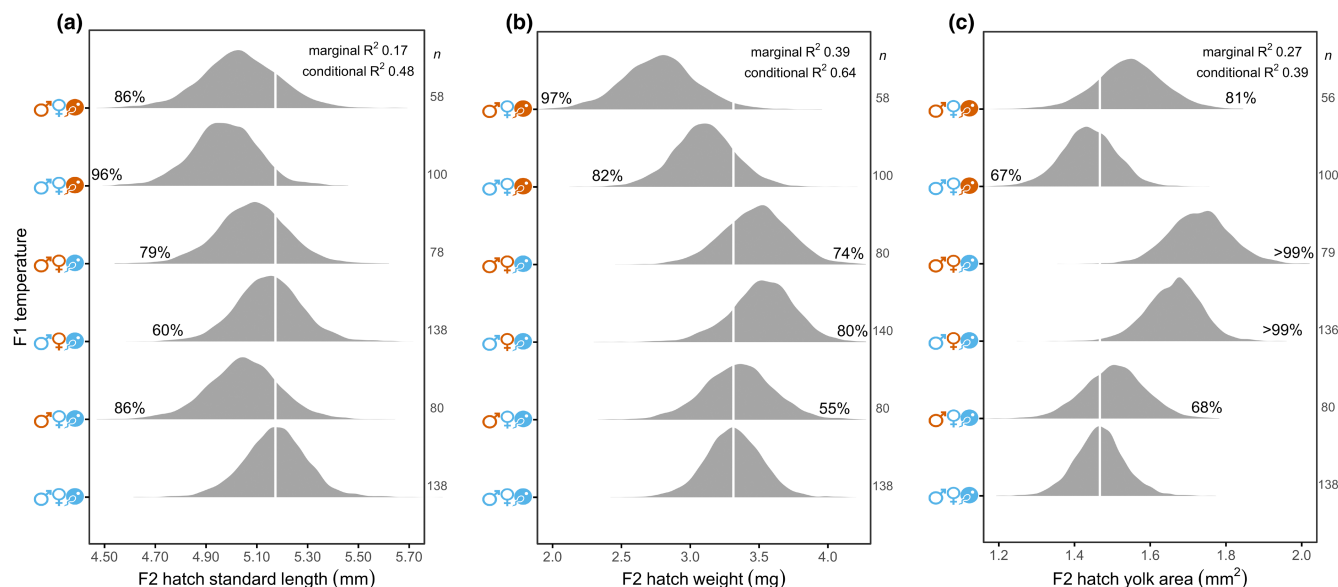 (a)
marginal R² 0.17
conditional R² 0.48
n
86%
58
96%
100
79%
78
60%
138
86%
80
138
F1 temperature
4.50 4.70 4.90 5.10 5.30 5.50 5.70
F2 hatch standard length (mm)
(b)
marginal R² 0.39
conditional R² 0.64
n
97%
58
82%
100
74%
80
80%
140
55%
80
138
2.0 2.5 3.0 3.5 4.0
F2 hatch weight (mg)
(c)
marginal R² 0.27
conditional R² 0.39
n
81%
56
67%
100
>99%
79
>99%
136
68%
80
138
1.2 1.4 1.6 1.8 2.0
F2 hatch yolk area (mm²)